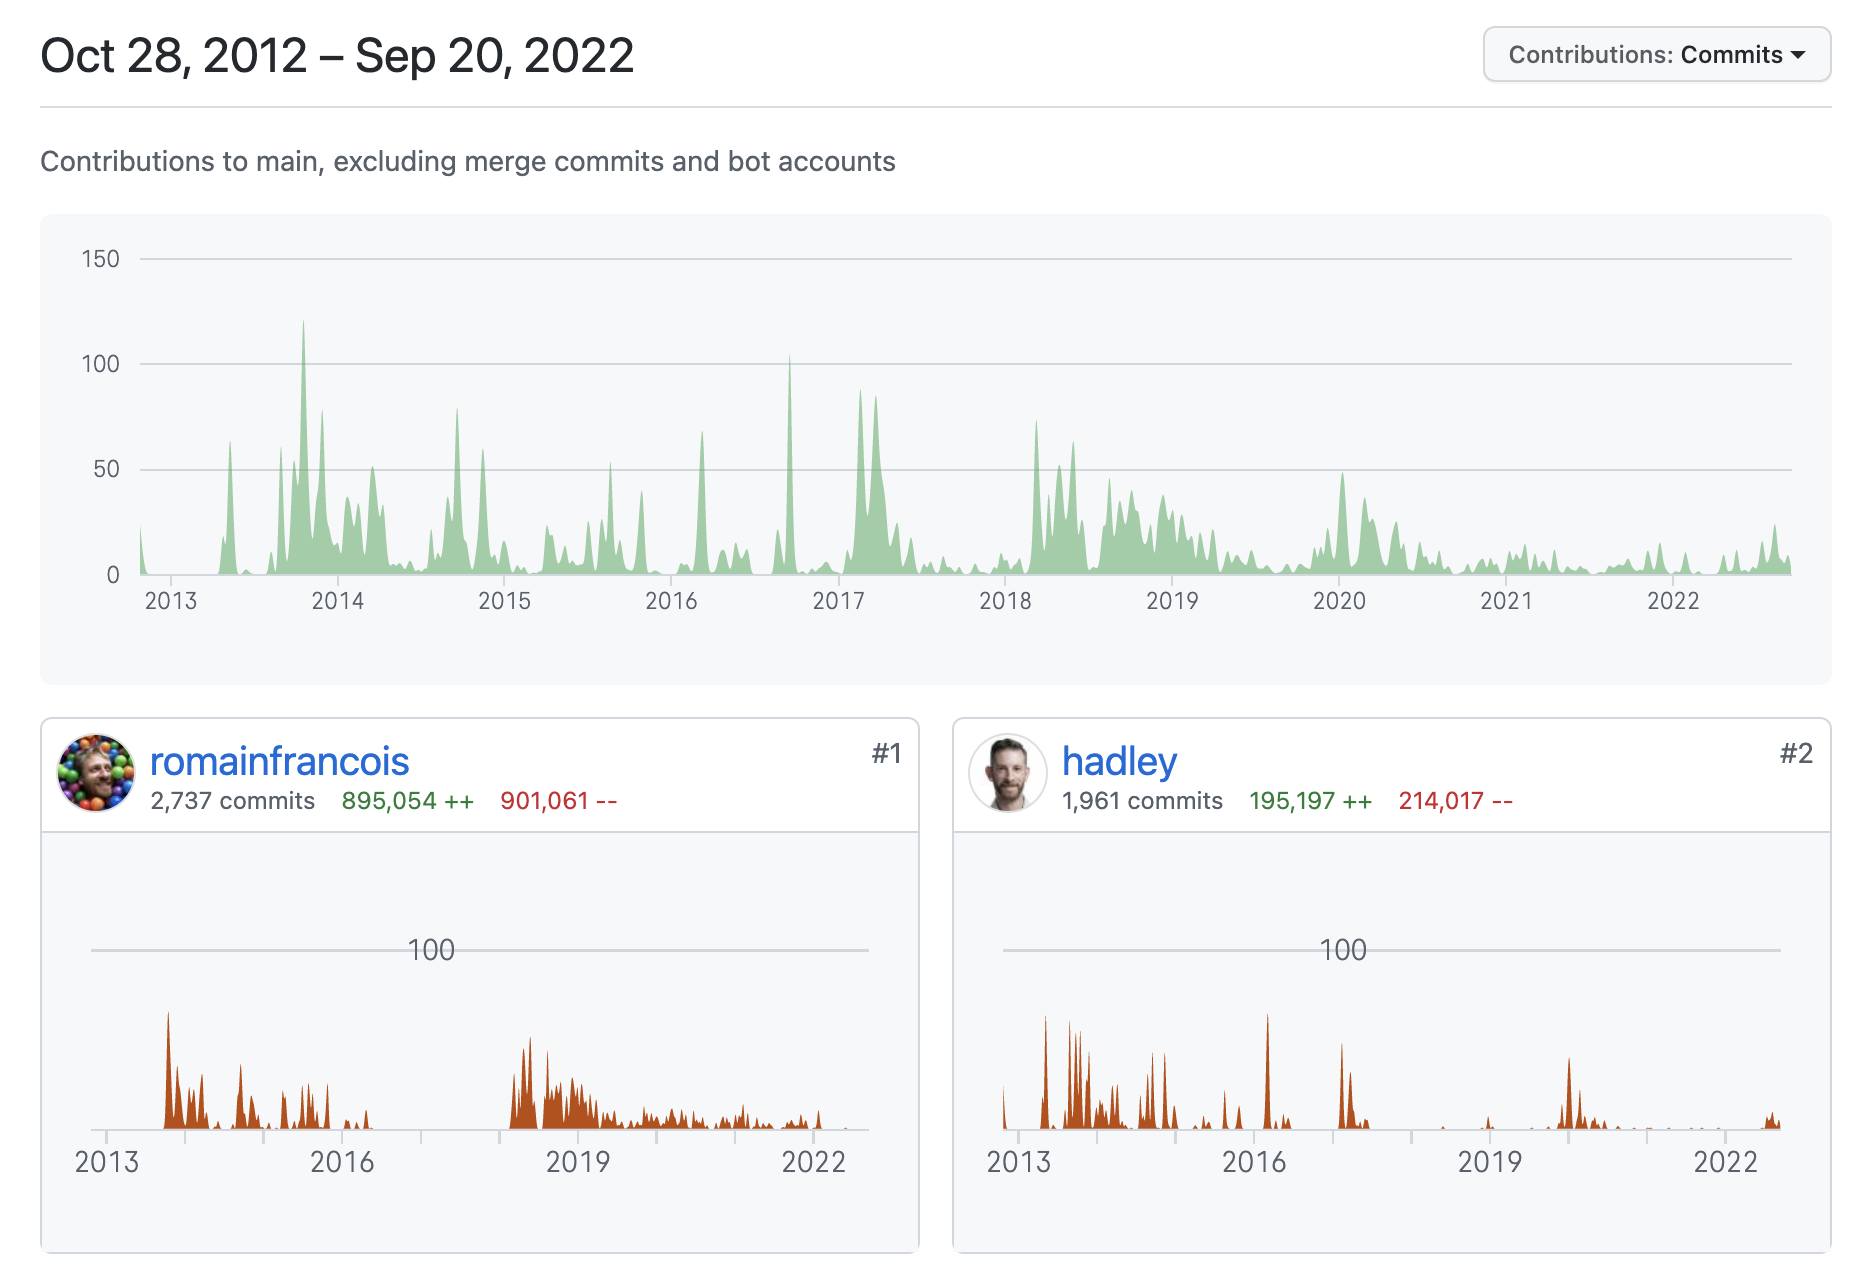 Oct 28, 2012 – Sep 20, 2022
Contributions: Commits
Contributions to main, excluding merge commits and bot accounts
150
100
50
0
2013 2014 2015 2016 2017 2018 2019 2020 2021 2022
romainfrancois
#1
2,737 commits 895,054 ++ 901,061 --
100
2013 2016 2019 2022
hadley
#2
1,961 commits 195,197 ++ 214,017 --
100
2013 2016 2019 2022